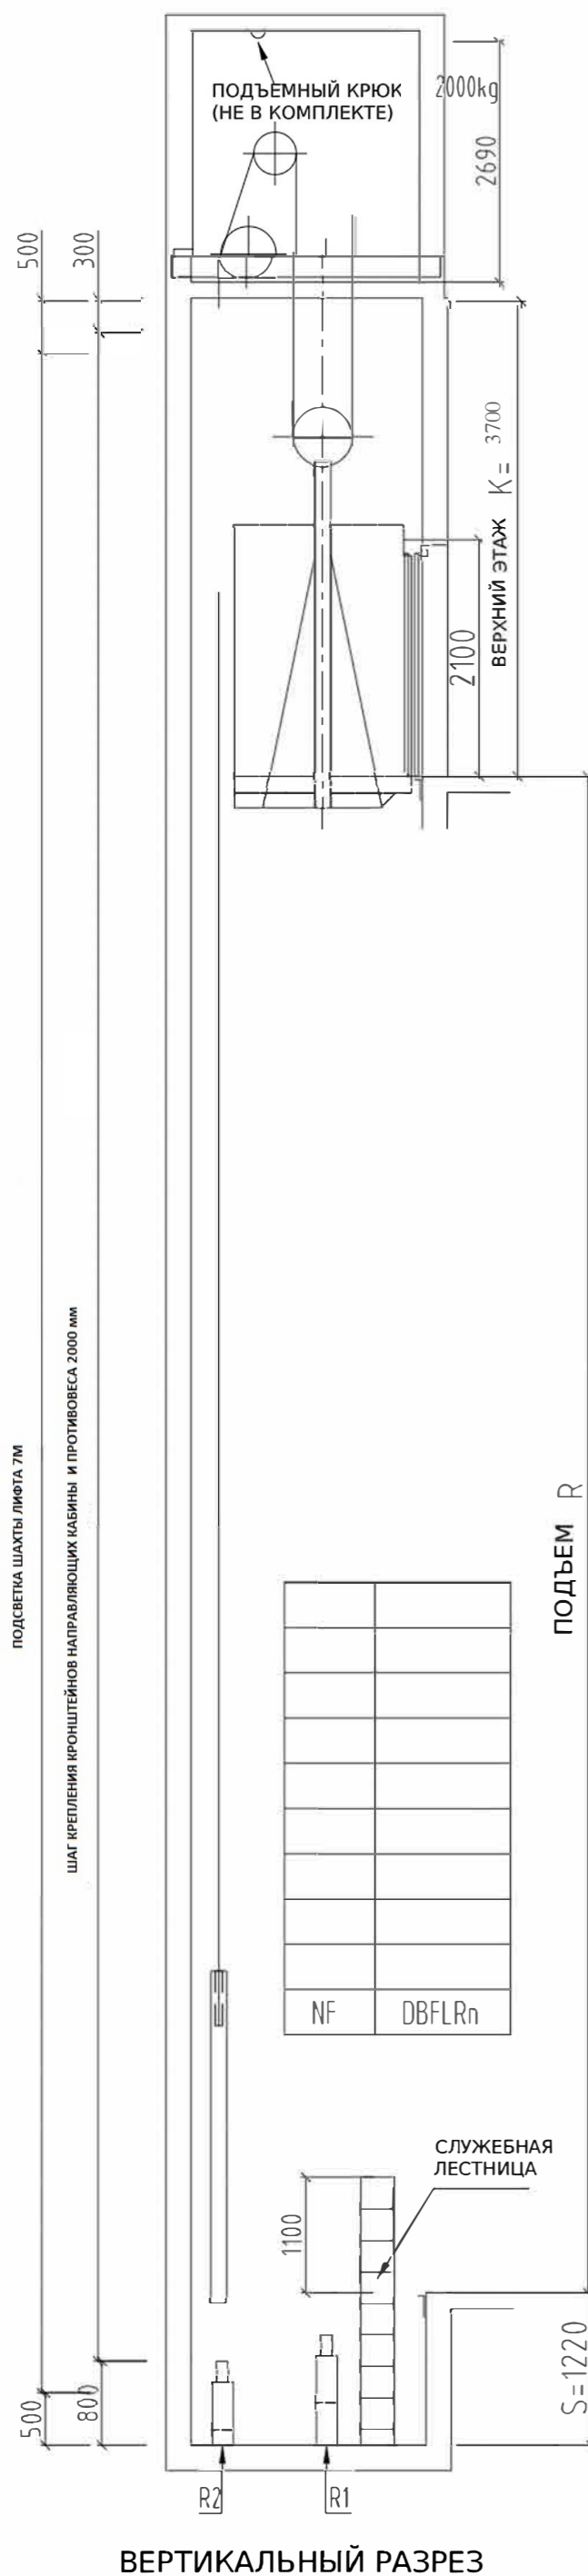 ПОДЪЕМНЫЙ КРЮК
(НЕ В КОМПЛЕКТЕ)
2000kg
2690
500
300
K= 3700
ВЕРХНИЙ ЭТАЖ
2100
ПОДСВЕТКА ШАХТЫ ЛИФТА 7М
ШАГ КРЕПЛЕНИЯ КРОНШТЕЙНОВ НАПРАВЛЯЮЩИХ КАБИНЫ И ПРОТИВОВЕСА 2000 мм
ПОДЪЕМ R
NF DBFLRn
СЛУЖЕБНАЯ
ЛЕСТНИЦА
1100
S=1220
500
800
R2
R1
ВЕРТИКАЛЬНЫЙ РАЗРЕЗ